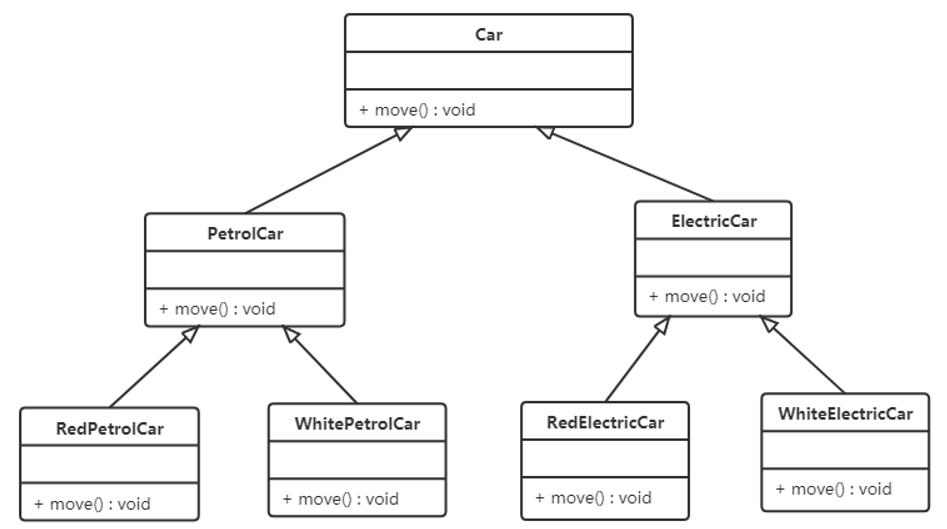 Car
+ move() : void
PetrolCar
+ move() : void
ElectricCar
+ move() : void
RedPetrolCar
+ move() : void
WhitePetrolCar
+ move() : void
RedElectricCar
+ move() : void
WhiteElectricCar
+ move() : void